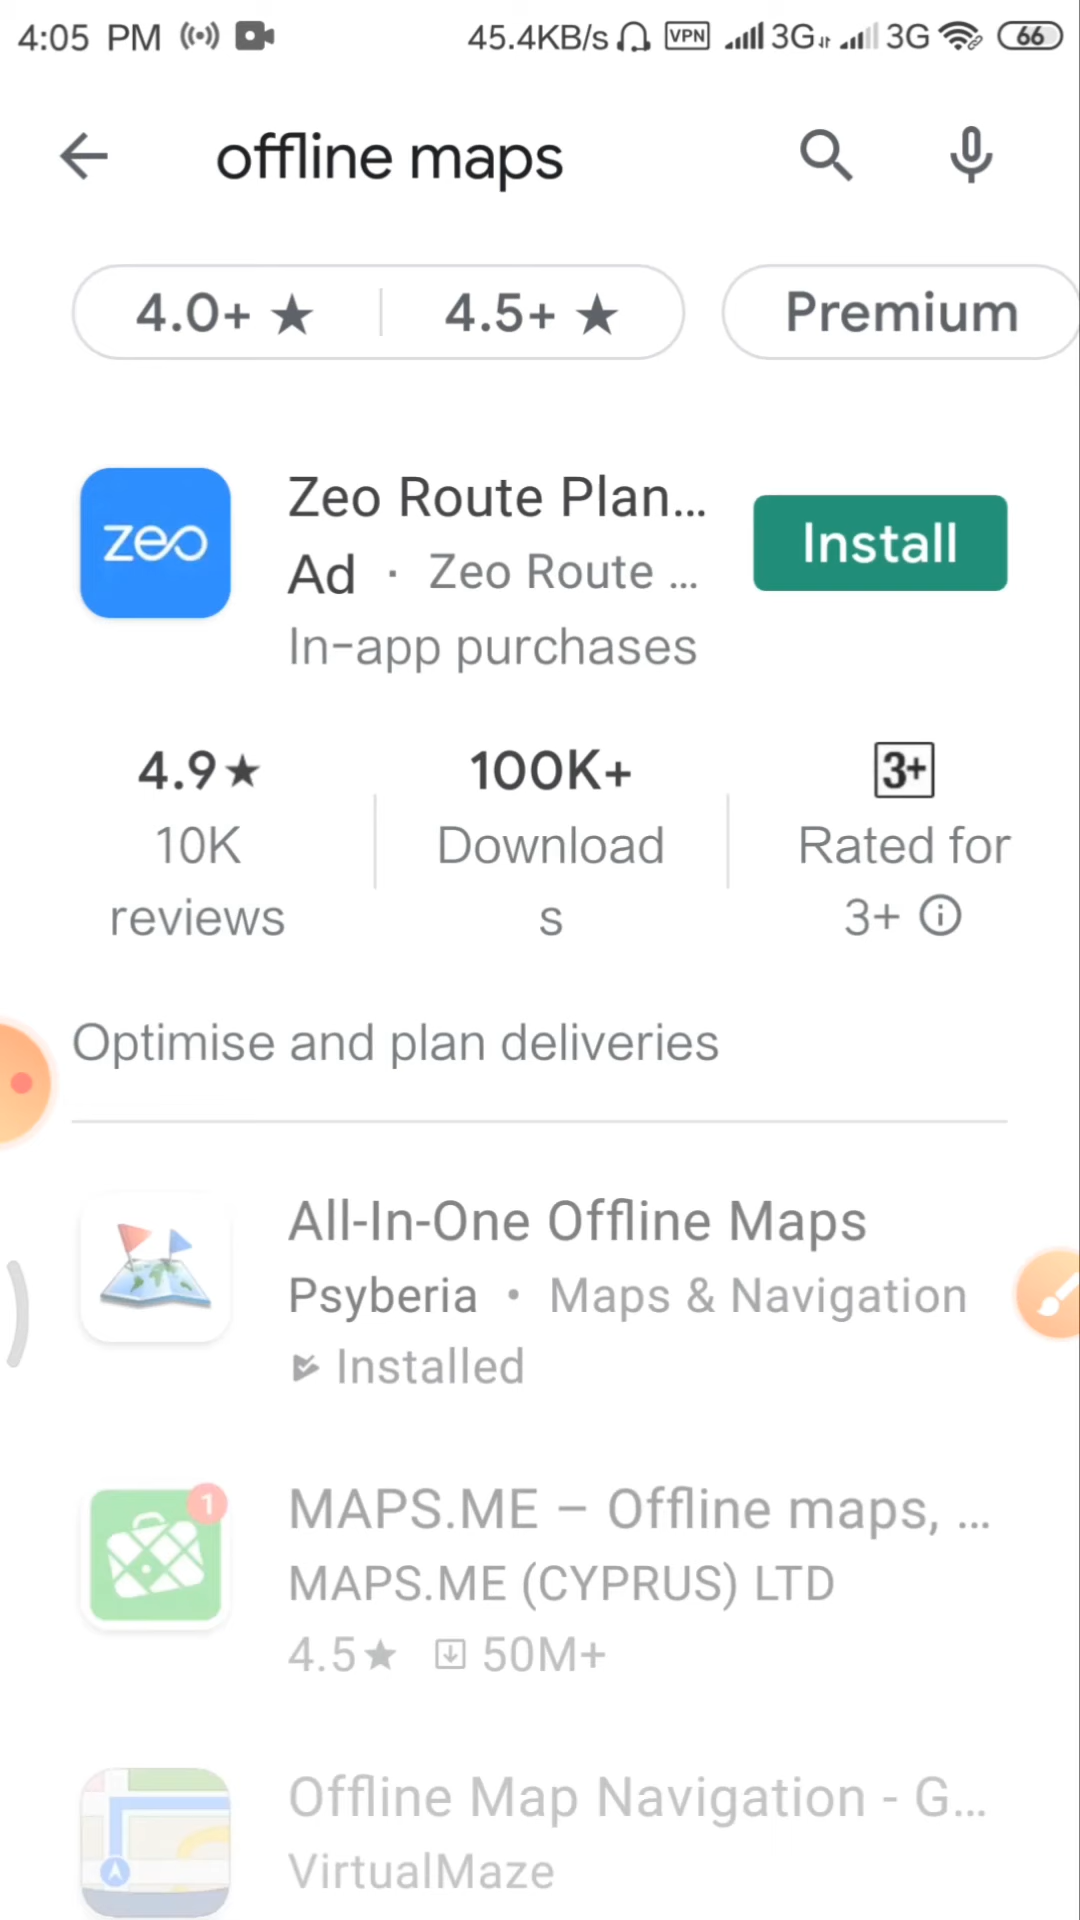 4:05 PM 45.4KB/s VPN 3G 3G 66
offline maps
4.0+ ★ 4.5+ ★ Premium
zeo
Zeo Route Plan...
Ad · Zeo Route ...
In-app purchases
Install
4.9★ 100K+ 3+
10K Download Rated for
reviews s 3+
Optimise and plan deliveries
All-In-One Offline Maps
Psyberia • Maps & Navigation
Installed
1
MAPS.ME – Offline maps, ...
MAPS.ME (CYPRUS) LTD
4.5★ 50M+
Offline Map Navigation - G...
VirtualMaze